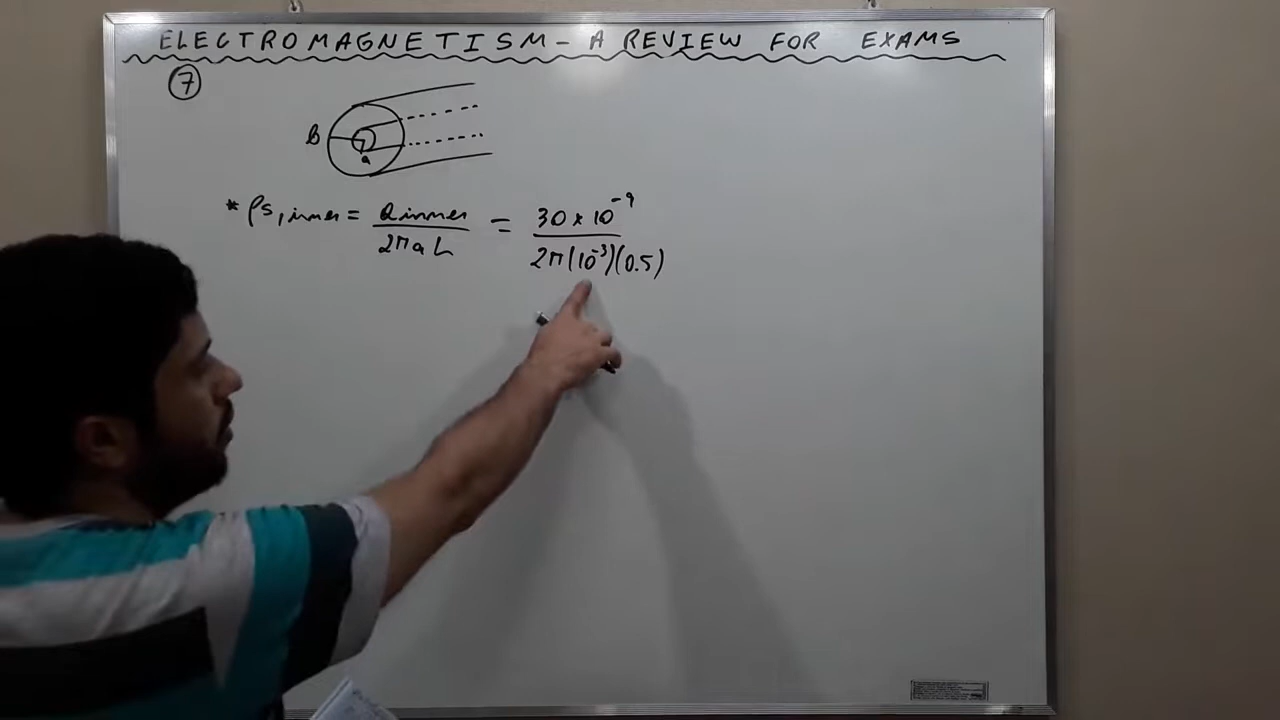 ELECTROMAGNETISM - A REVIEW FOR EXAMS
7
B
a
* ρs, inner = Qinner / 2πaL = 30 × 10⁻⁹ / 2π(10⁻³)(0.5)